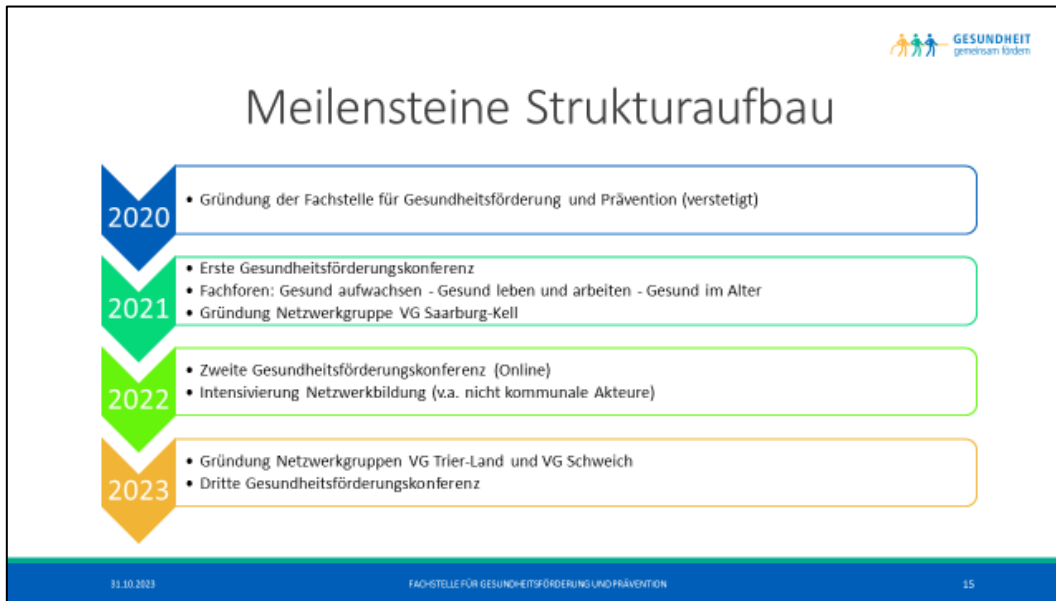 GESUNDHEIT
gemeinsam fördern
Meilensteine Strukturaufbau
2020
• Gründung der Fachstelle für Gesundheitsförderung und Prävention (verstetigt)
2021
• Erste Gesundheitsförderungskonferenz
• Fachforen: Gesund aufwachsen - Gesund leben und arbeiten - Gesund im Alter
• Gründung Netzwerkgruppe VG Saarburg-Kell
2022
• Zweite Gesundheitsförderungskonferenz (Online)
• Intensivierung Netzwerkbildung (v.a. nicht kommunale Akteure)
2023
• Gründung Netzwerkgruppen VG Trier-Land und VG Schweich
• Dritte Gesundheitsförderungskonferenz
31.10.2023
FACHSTELLE FÜR GESUNDHEITSFÖRDERUNG UND PRÄVENTION
15